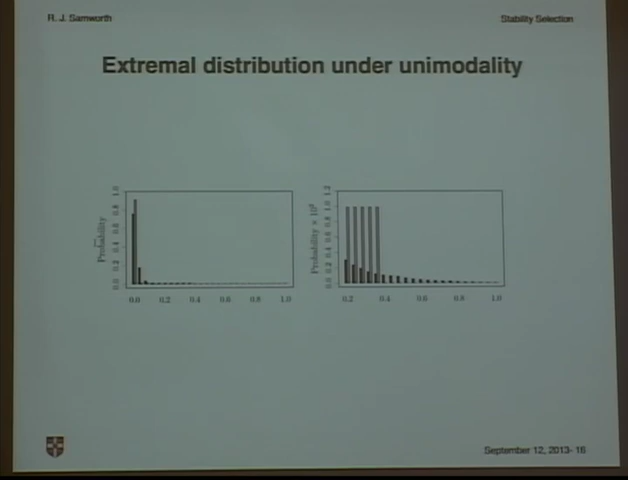 R. J. Samworth
Stability Selection
Extremal distribution under unimodality
Probability
0.0 0.2 0.4 0.6 0.8 1.0
0.0 0.2 0.4 0.6 0.8 1.0
0.0 0.2 0.4 0.6 0.8 1.0 1.2
0.2 0.4 0.6 0.8 1.0
September 12, 2013- 16